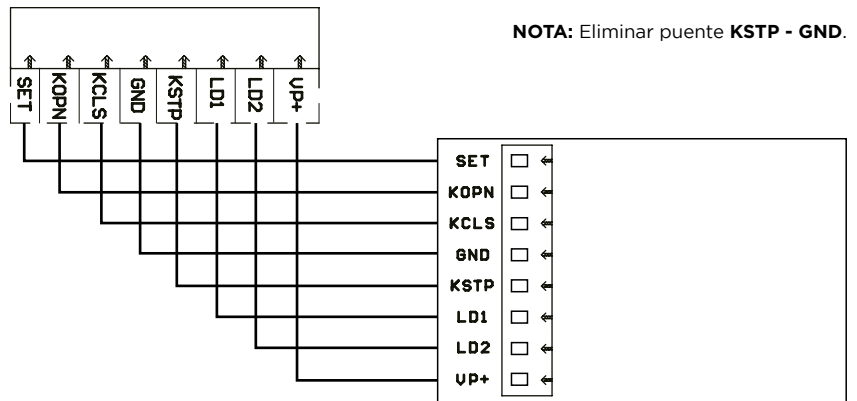 NOTA: Eliminar puente KSTP - GND.
SET
KOPN
KCLS
GND
KSTP
LD1
LD2
VP+
SET
KOPN
KCLS
GND
KSTP
LD1
LD2
VP+